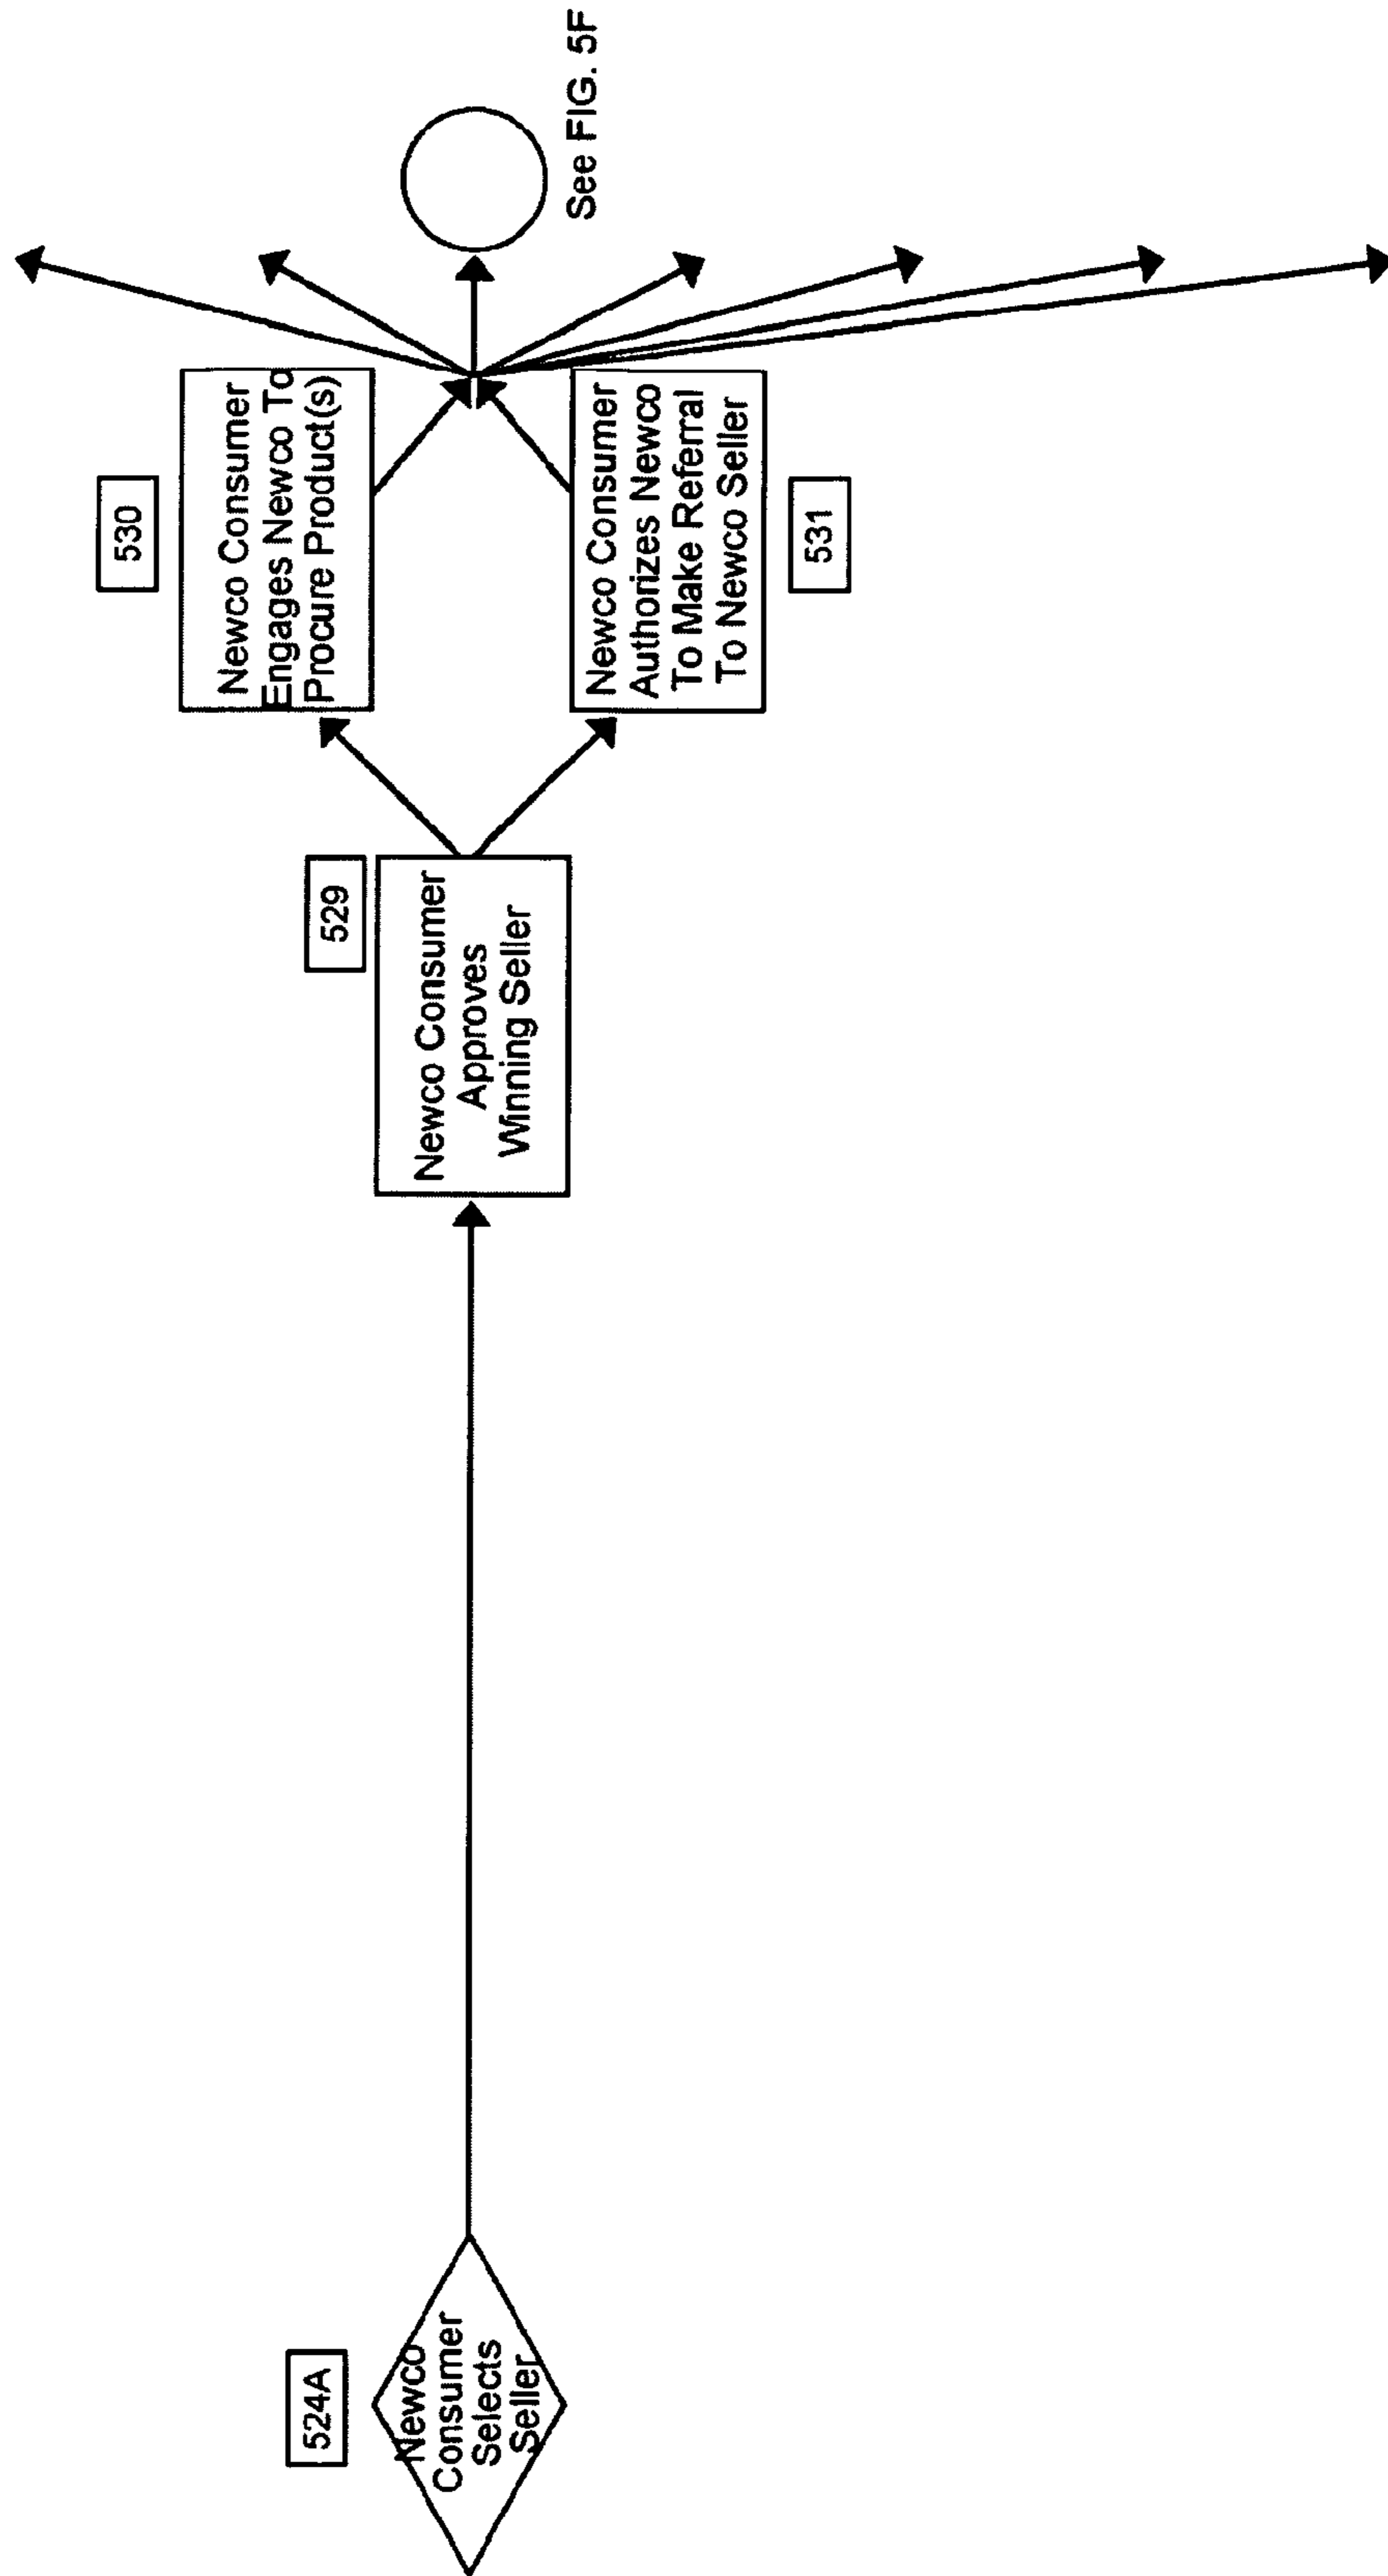 524A
Newco
Consumer
Selects
Seller
529
Newco Consumer
Approves
Winning Seller
530
Newco Consumer
Engages Newco To
Procure Product(s)
Newco Consumer
Authorizes Newco
To Make Referral
To Newco Seller
531
See FIG. 5F